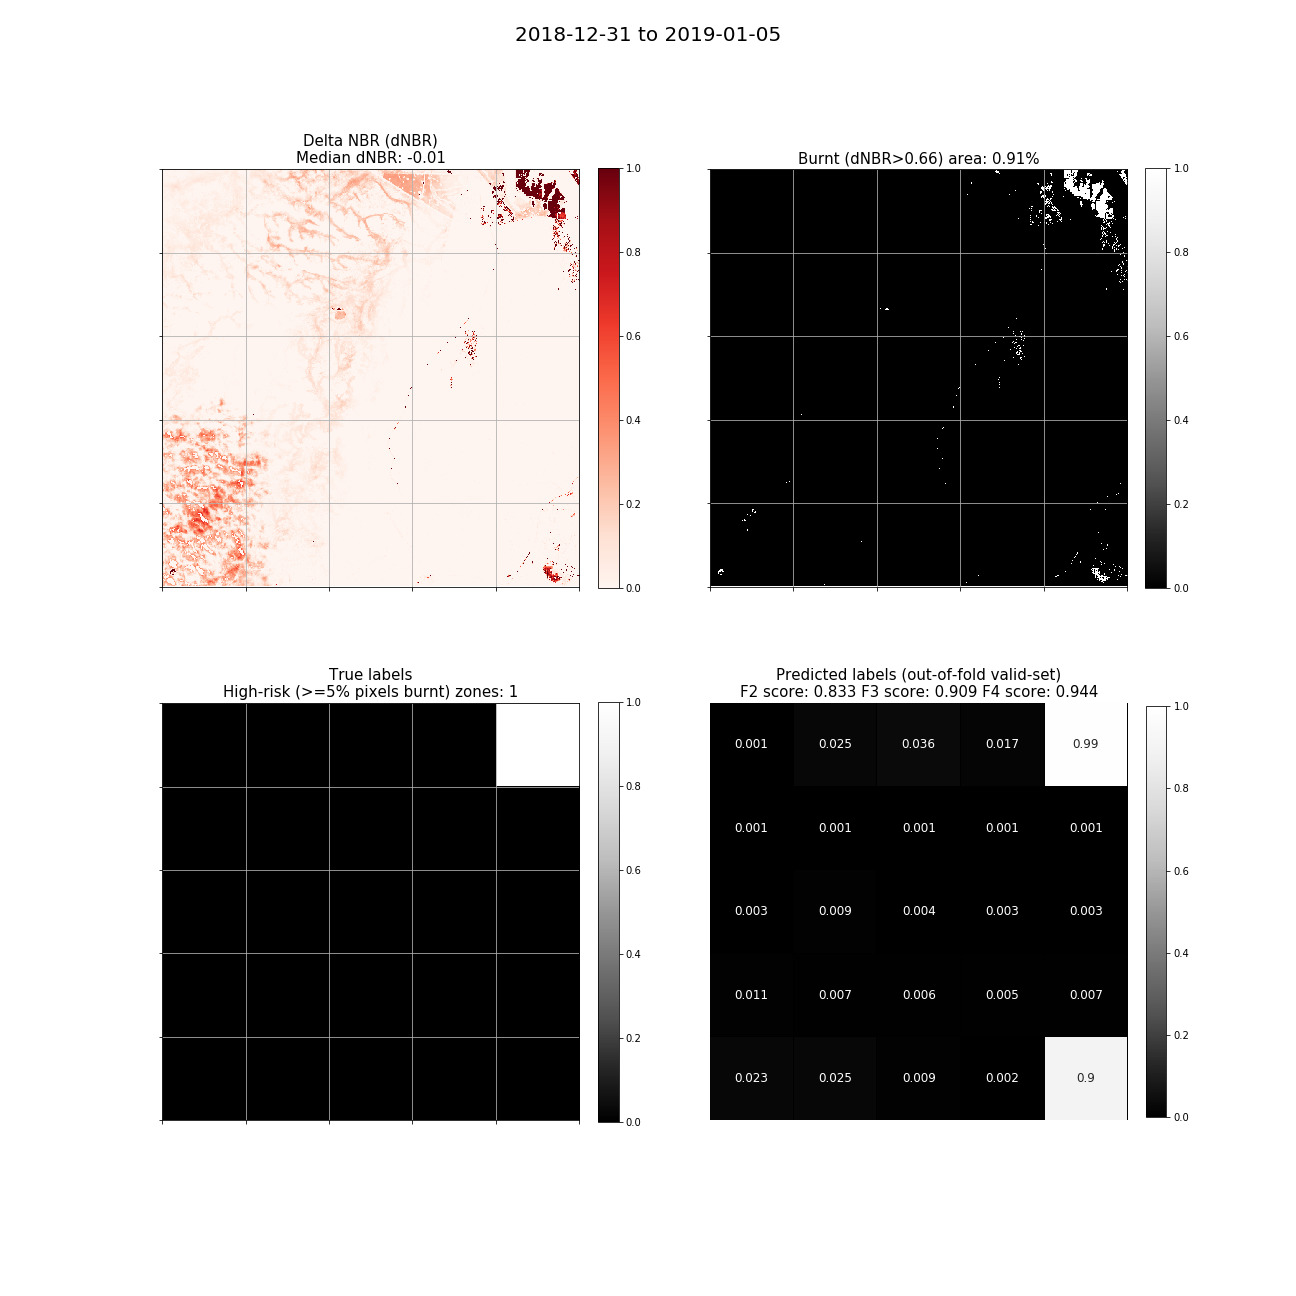 2018-12-31 to 2019-01-05
Delta NBR (dNBR)
Median dNBR: -0.01
1.0
0.8
0.6
0.4
0.2
0.0
Burnt (dNBR>0.66) area: 0.91%
1.0
0.8
0.6
0.4
0.2
0.0
True labels
High-risk (>=5% pixels burnt) zones: 1
1.0
0.8
0.6
0.4
0.2
0.0
Predicted labels (out-of-fold valid-set)
F2 score: 0.833 F3 score: 0.909 F4 score: 0.944
0.001 0.025 0.036 0.017 0.99
0.001 0.001 0.001 0.001 0.001
0.003 0.009 0.004 0.003 0.003
0.011 0.007 0.006 0.005 0.007
0.023 0.025 0.009 0.002 0.9
1.0
0.8
0.6
0.4
0.2
0.0